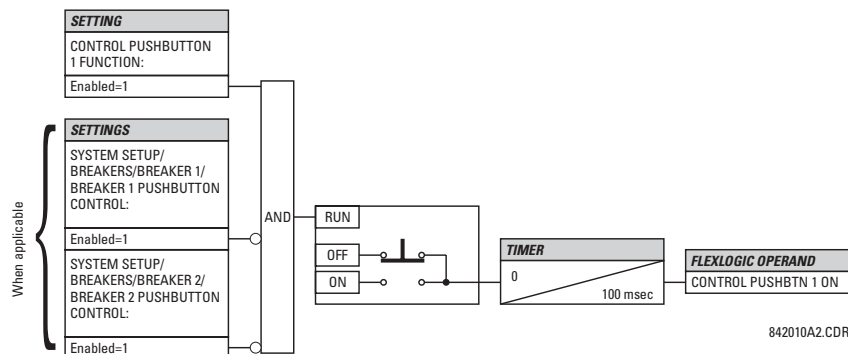 SETTING
CONTROL PUSHBUTTON
1 FUNCTION:
Enabled=1
When applicable
SETTINGS
SYSTEM SETUP/
BREAKERS/BREAKER 1/
BREAKER 1 PUSHBUTTON
CONTROL:
Enabled=1
SYSTEM SETUP/
BREAKERS/BREAKER 2/
BREAKER 2 PUSHBUTTON
CONTROL:
Enabled=1
AND
RUN
OFF
ON
TIMER
0
100 msec
FLEXLOGIC OPERAND
CONTROL PUSHBTN 1 ON
842010A2.CDR